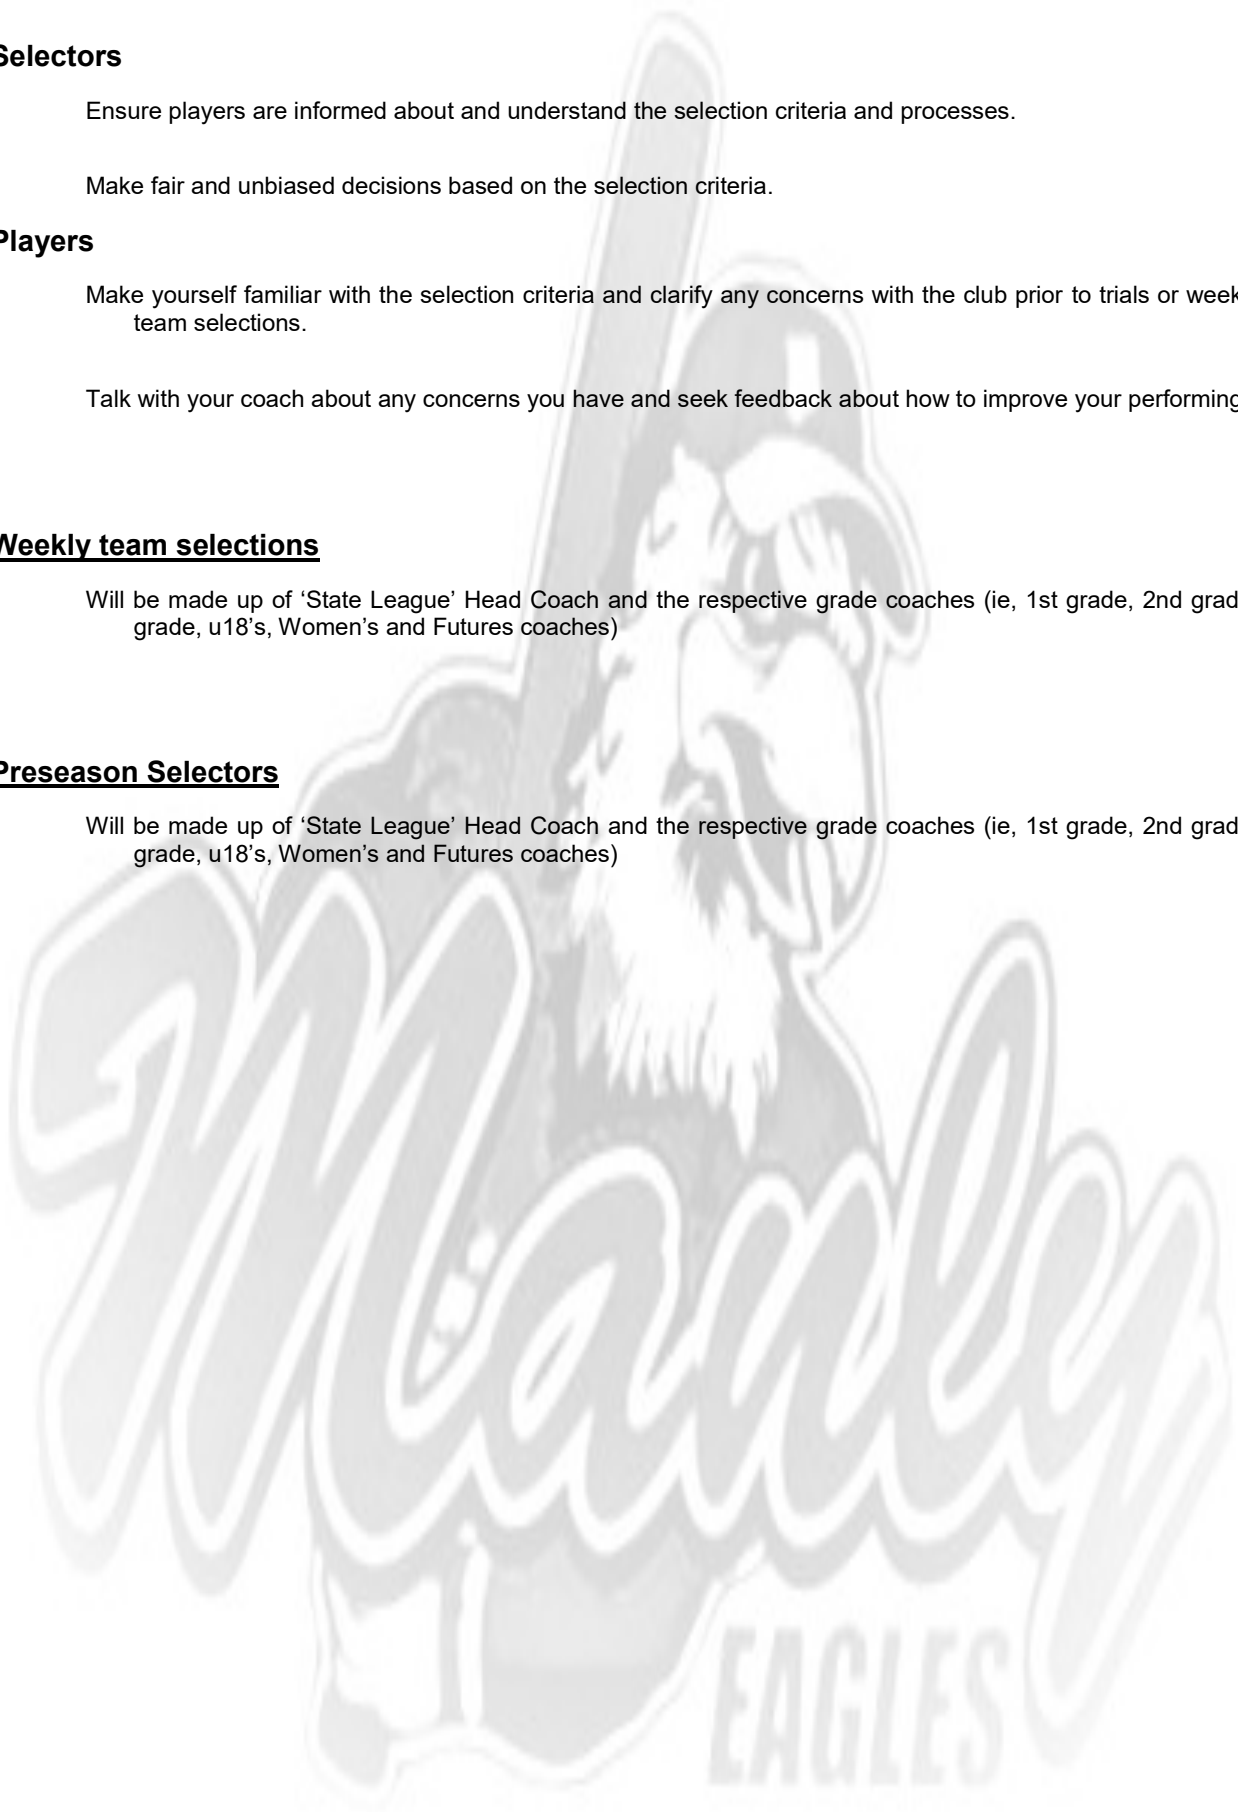 Selectors
Ensure players are informed about and understand the selection criteria and processes.
Make fair and unbiased decisions based on the selection criteria.
Players
Make yourself familiar with the selection criteria and clarify any concerns with the club prior to trials or week
team selections.
Talk with your coach about any concerns you have and seek feedback about how to improve your performing
Weekly team selections
Will be made up of ‘State League’ Head Coach and the respective grade coaches (ie, 1st grade, 2nd grad
grade, u18’s, Women’s and Futures coaches)
Preseason Selectors
Will be made up of ‘State League’ Head Coach and the respective grade coaches (ie, 1st grade, 2nd grad
grade, u18’s, Women’s and Futures coaches)
Manly
EAGLES